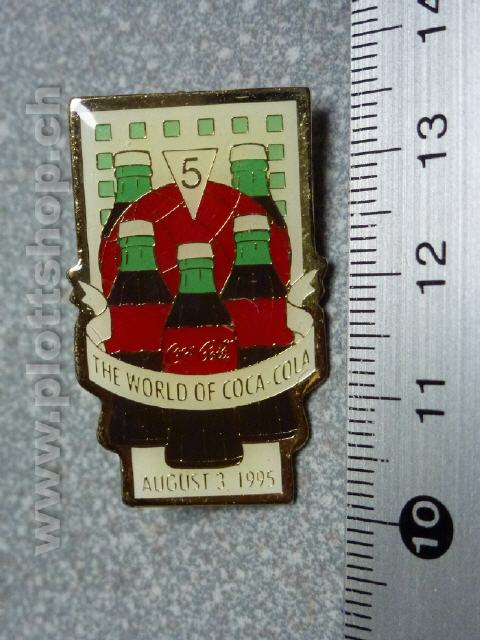 5
Coca-Cola
THE WORLD OF COCA-COLA
AUGUST 3, 1995
14
13
12
11
10
www.plottshop.ch